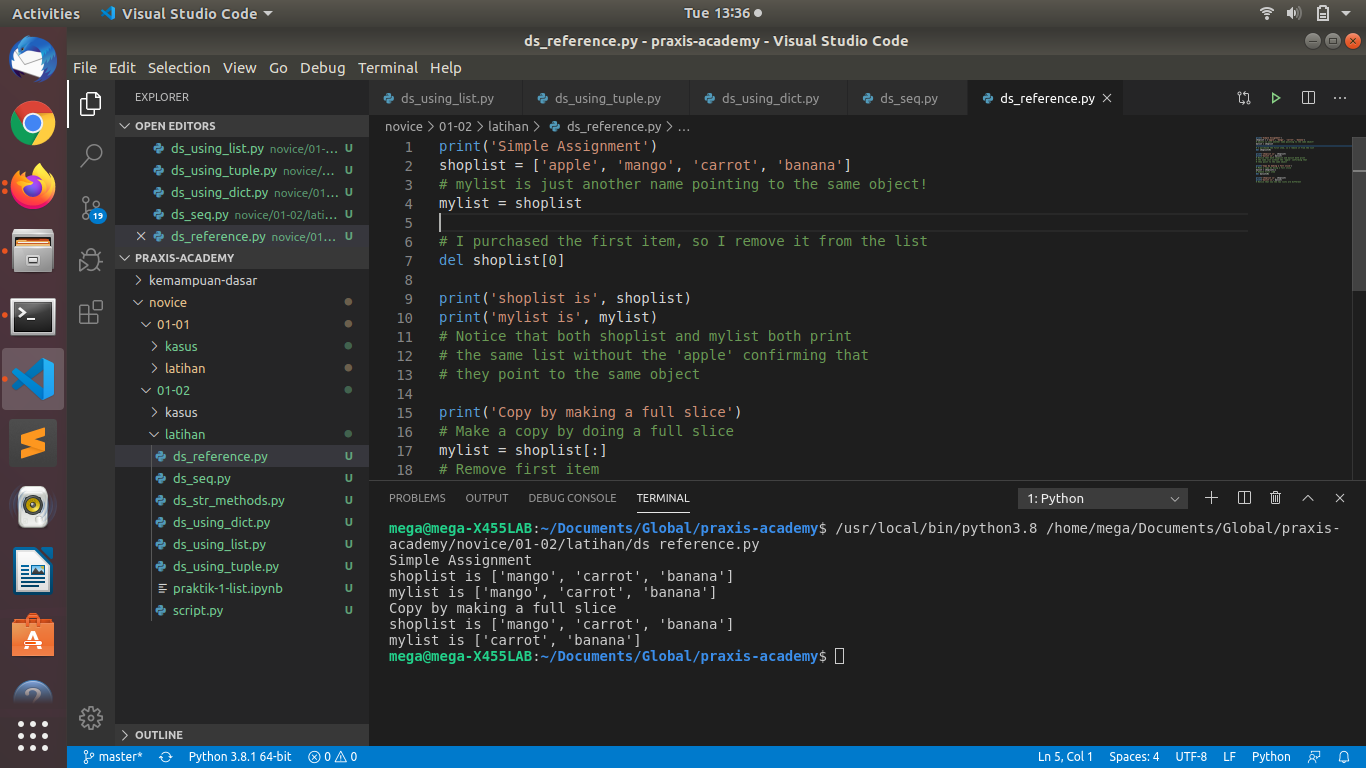 Activities Visual Studio Code Tue 13:36
ds_reference.py - praxis-academy - Visual Studio Code
File Edit Selection View Go Debug Terminal Help
EXPLORER
OPEN EDITORS
ds_using_list.py novice/01-... U
ds_using_tuple.py novice/... U
ds_using_dict.py novice/01... U
ds_seq.py novice/01-02/lati... U
ds_reference.py novice/01... U
PRAXIS-ACADEMY
kemampuan-dasar
novice
01-01
kasus
latihan
01-02
kasus
latihan
ds_reference.py U
ds_seq.py U
ds_str_methods.py U
ds_using_dict.py U
ds_using_list.py U
ds_using_tuple.py U
praktik-1-list.ipynb U
script.py U
OUTLINE
19
ds_using_list.py ds_using_tuple.py ds_using_dict.py ds_seq.py ds_reference.py
novice > 01-02 > latihan > ds_reference.py > ...
1 print('Simple Assignment')
2 shoplist = ['apple', 'mango', 'carrot', 'banana']
3 # mylist is just another name pointing to the same object!
4 mylist = shoplist
5
6 # I purchased the first item, so I remove it from the list
7 del shoplist[0]
8
9 print('shoplist is', shoplist)
10 print('mylist is', mylist)
11 # Notice that both shoplist and mylist both print
12 # the same list without the 'apple' confirming that
13 # they point to the same object
14
15 print('Copy by making a full slice')
16 # Make a copy by doing a full slice
17 mylist = shoplist[:]
18 # Remove first item
PROBLEMS OUTPUT DEBUG CONSOLE TERMINAL 1: Python
mega@mega-X455LAB:~/Documents/Global/praxis-academy$ /usr/local/bin/python3.8 /home/mega/Documents/Global/praxis-
academy/novice/01-02/latihan/ds reference.py
Simple Assignment
shoplist is ['mango', 'carrot', 'banana']
mylist is ['mango', 'carrot', 'banana']
Copy by making a full slice
shoplist is ['mango', 'carrot', 'banana']
mylist is ['carrot', 'banana']
mega@mega-X455LAB:~/Documents/Global/praxis-academy$
master* Python 3.8.1 64-bit 0 0 Ln 5, Col 1 Spaces: 4 UTF-8 LF Python